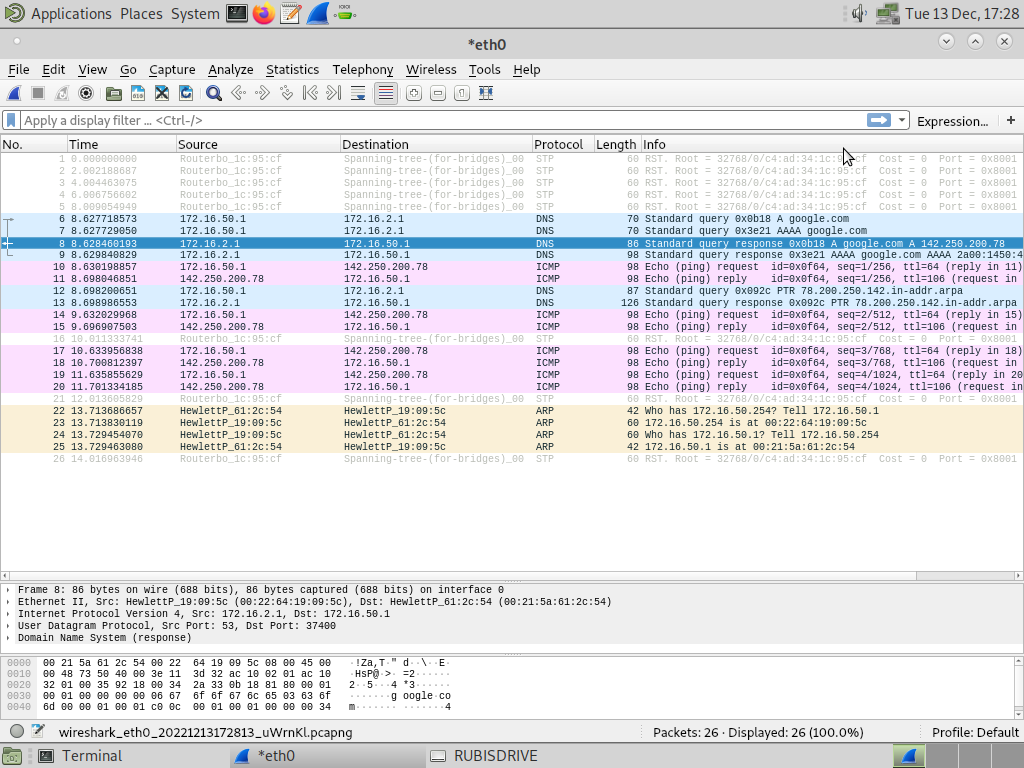 Applications Places System Tue 13 Dec, 17:28
*eth0
File Edit View Go Capture Analyze Statistics Telephony Wireless Tools Help
Apply a display filter ... <Ctrl-/> Expression... +
No. Time Source Destination Protocol Length Info
1 0.000000000 Routerbo_1c:95:cf Spanning-tree-(for-bridges)_00 STP 60 RST. Root = 32768/0/c4:ad:34:1c:95:cf Cost = 0 Port = 0x8001
2 2.002188687 Routerbo_1c:95:cf Spanning-tree-(for-bridges)_00 STP 60 RST. Root = 32768/0/c4:ad:34:1c:95:cf Cost = 0 Port = 0x8001
3 4.004463075 Routerbo_1c:95:cf Spanning-tree-(for-bridges)_00 STP 60 RST. Root = 32768/0/c4:ad:34:1c:95:cf Cost = 0 Port = 0x8001
4 6.006756002 Routerbo_1c:95:cf Spanning-tree-(for-bridges)_00 STP 60 RST. Root = 32768/0/c4:ad:34:1c:95:cf Cost = 0 Port = 0x8001
5 8.009054949 Routerbo_1c:95:cf Spanning-tree-(for-bridges)_00 STP 60 RST. Root = 32768/0/c4:ad:34:1c:95:cf Cost = 0 Port = 0x8001
6 8.627718573 172.16.50.1 172.16.2.1 DNS 70 Standard query 0x0b18 A google.com
7 8.627729050 172.16.50.1 172.16.2.1 DNS 70 Standard query 0x3e21 AAAA google.com
8 8.628460193 172.16.2.1 172.16.50.1 DNS 86 Standard query response 0x0b18 A google.com A 142.250.200.78
9 8.629840829 172.16.2.1 172.16.50.1 DNS 98 Standard query response 0x3e21 AAAA google.com AAAA 2a00:1450:4
10 8.630198857 172.16.50.1 142.250.200.78 ICMP 98 Echo (ping) request id=0x0f64, seq=1/256, ttl=64 (reply in 11)
11 8.698046851 142.250.200.78 172.16.50.1 ICMP 98 Echo (ping) reply id=0x0f64, seq=1/256, ttl=106 (request in
12 8.698200651 172.16.50.1 172.16.2.1 DNS 87 Standard query 0x092c PTR 78.200.250.142.in-addr.arpa
13 8.698986553 172.16.2.1 172.16.50.1 DNS 126 Standard query response 0x092c PTR 78.200.250.142.in-addr.arpa
14 9.632029968 172.16.50.1 142.250.200.78 ICMP 98 Echo (ping) request id=0x0f64, seq=2/512, ttl=64 (reply in 15)
15 9.696907503 142.250.200.78 172.16.50.1 ICMP 98 Echo (ping) reply id=0x0f64, seq=2/512, ttl=106 (request in
16 10.011333741 Routerbo_1c:95:cf Spanning-tree-(for-bridges)_00 STP 60 RST. Root = 32768/0/c4:ad:34:1c:95:cf Cost = 0 Port = 0x8001
17 10.633956838 172.16.50.1 142.250.200.78 ICMP 98 Echo (ping) request id=0x0f64, seq=3/768, ttl=64 (reply in 18)
18 10.700812397 142.250.200.78 172.16.50.1 ICMP 98 Echo (ping) reply id=0x0f64, seq=3/768, ttl=106 (request in
19 11.635855629 172.16.50.1 142.250.200.78 ICMP 98 Echo (ping) request id=0x0f64, seq=4/1024, ttl=64 (reply in 20
20 11.701334185 142.250.200.78 172.16.50.1 ICMP 98 Echo (ping) reply id=0x0f64, seq=4/1024, ttl=106 (request in
21 12.013605829 Routerbo_1c:95:cf Spanning-tree-(for-bridges)_00 STP 60 RST. Root = 32768/0/c4:ad:34:1c:95:cf Cost = 0 Port = 0x8001
22 13.713686657 HewlettP_61:2c:54 HewlettP_19:09:5c ARP 42 Who has 172.16.50.254? Tell 172.16.50.1
23 13.713830119 HewlettP_19:09:5c HewlettP_61:2c:54 ARP 60 172.16.50.254 is at 00:22:64:19:09:5c
24 13.729454070 HewlettP_19:09:5c HewlettP_61:2c:54 ARP 60 Who has 172.16.50.1? Tell 172.16.50.254
25 13.729463080 HewlettP_61:2c:54 HewlettP_19:09:5c ARP 42 172.16.50.1 is at 00:21:5a:61:2c:54
26 14.016963946 Routerbo_1c:95:cf Spanning-tree-(for-bridges)_00 STP 60 RST. Root = 32768/0/c4:ad:34:1c:95:cf Cost = 0 Port = 0x8001
Frame 8: 86 bytes on wire (688 bits), 86 bytes captured (688 bits) on interface 0
Ethernet II, Src: HewlettP_19:09:5c (00:22:64:19:09:5c), Dst: HewlettP_61:2c:54 (00:21:5a:61:2c:54)
Internet Protocol Version 4, Src: 172.16.2.1, Dst: 172.16.50.1
User Datagram Protocol, Src Port: 53, Dst Port: 37400
Domain Name System (response)
0000 00 21 5a 61 2c 54 00 22 64 19 09 5c 08 00 45 00 ·!Za,T·" d··\··E·
0010 00 48 73 50 40 00 3e 11 3d 32 ac 10 02 01 ac 10 ·HsP@·>· =2······
0020 32 01 00 35 92 18 00 34 2a 33 0b 18 81 80 00 01 2··5···4 *3······
0030 00 01 00 00 00 00 06 67 6f 6f 67 6c 65 03 63 6f ·······g oogle·co
0040 6d 00 00 01 00 01 c0 0c 00 01 00 01 00 00 00 34 m······· ·······4
wireshark_eth0_20221213172813_uWrnKl.pcapng Packets: 26 · Displayed: 26 (100.0%) Profile: Default
Terminal *eth0 RUBISDRIVE